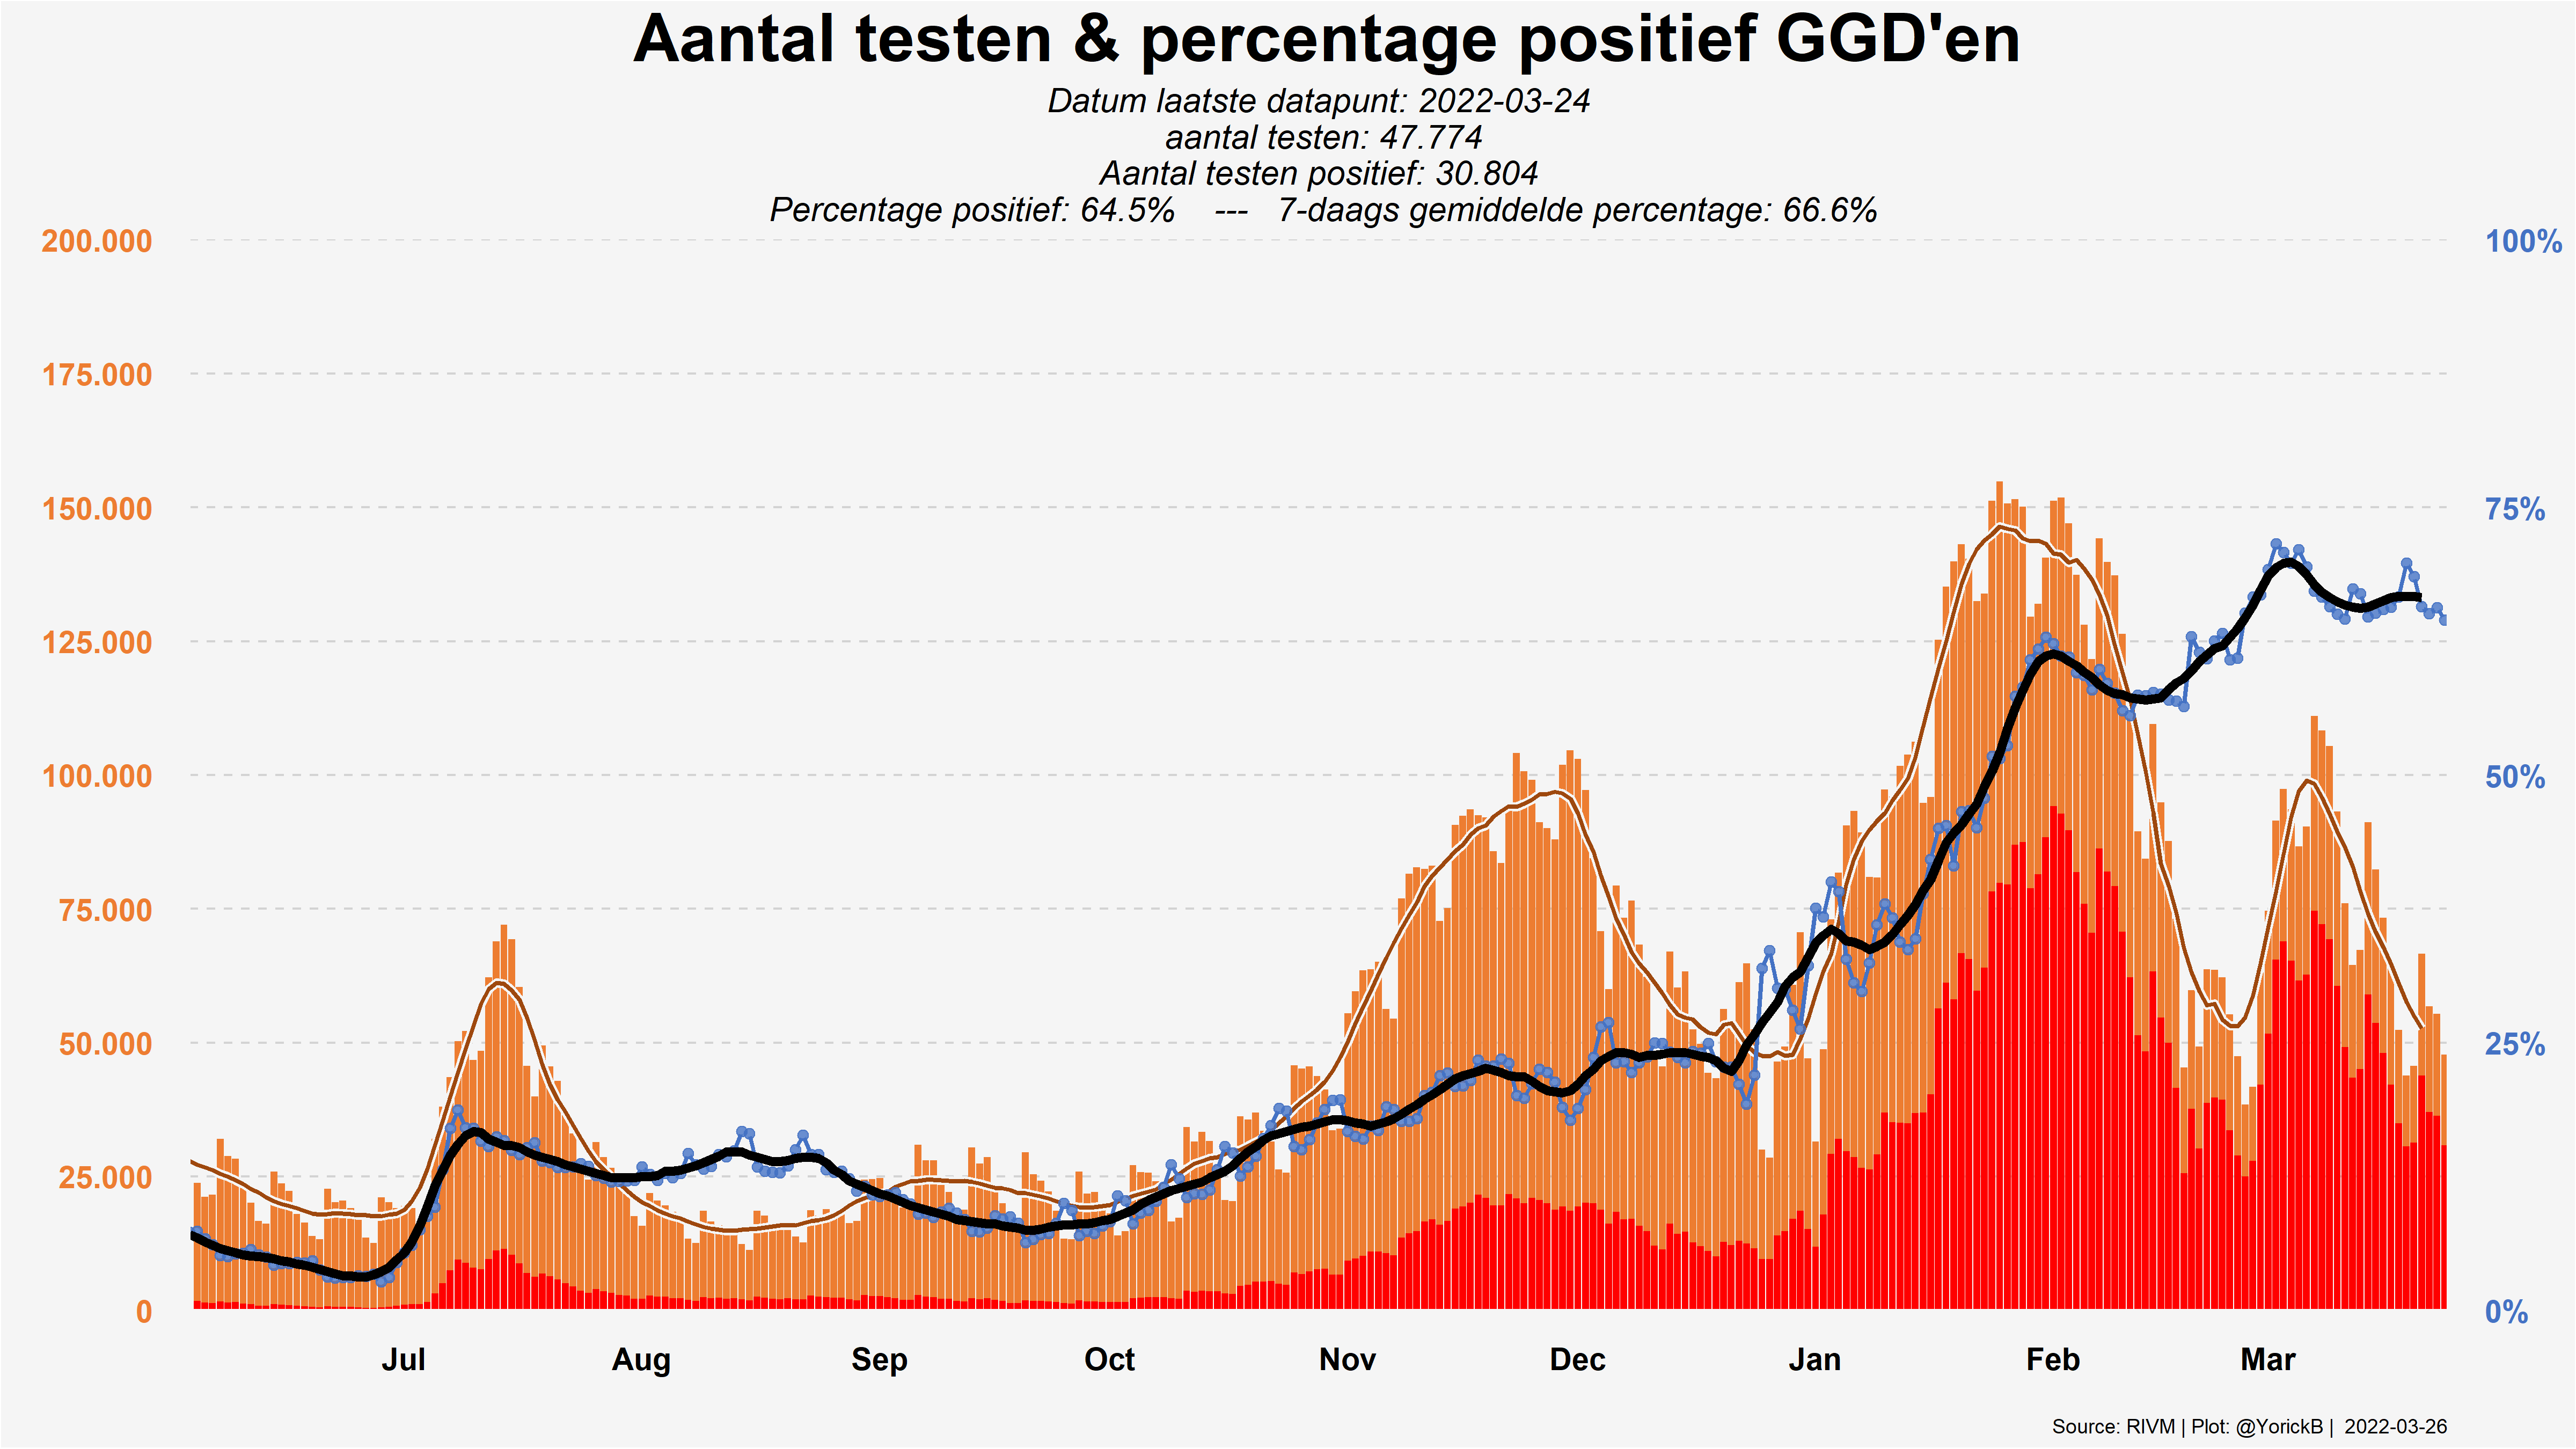 Aantal testen & percentage positief GGD'en
Datum laatste datapunt: 2022-03-24
aantal testen: 47.774
Aantal testen positief: 30.804
Percentage positief: 64.5% --- 7-daags gemiddelde percentage: 66.6%
200.000 100%
175.000
150.000 75%
125.000
100.000 50%
75.000
50.000 25%
25.000
0 0%
Jul Aug Sep Oct Nov Dec Jan Feb Mar
Source: RIVM | Plot: @YorickB | 2022-03-26